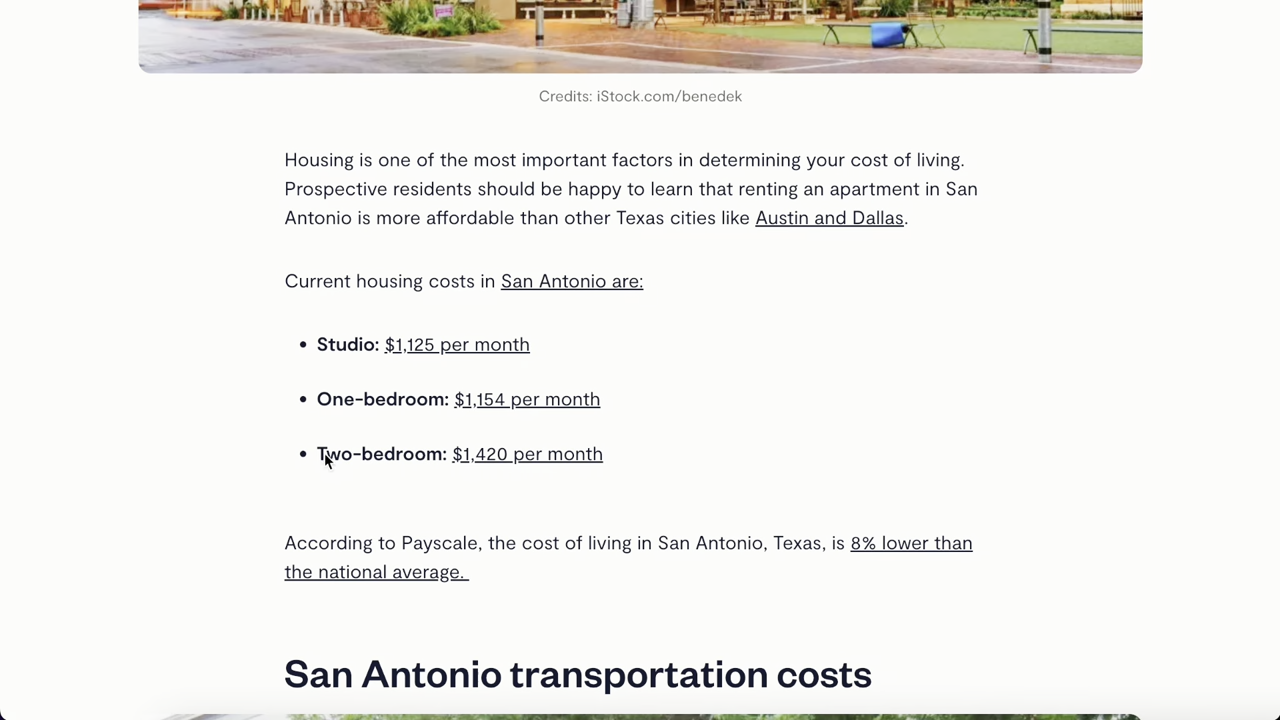 Credits: iStock.com/benedek
Housing is one of the most important factors in determining your cost of living.
Prospective residents should be happy to learn that renting an apartment in San
Antonio is more affordable than other Texas cities like Austin and Dallas.
Current housing costs in San Antonio are:
• Studio: $1,125 per month
• One-bedroom: $1,154 per month
• Two-bedroom: $1,420 per month
According to Payscale, the cost of living in San Antonio, Texas, is 8% lower than
the national average.
San Antonio transportation costs